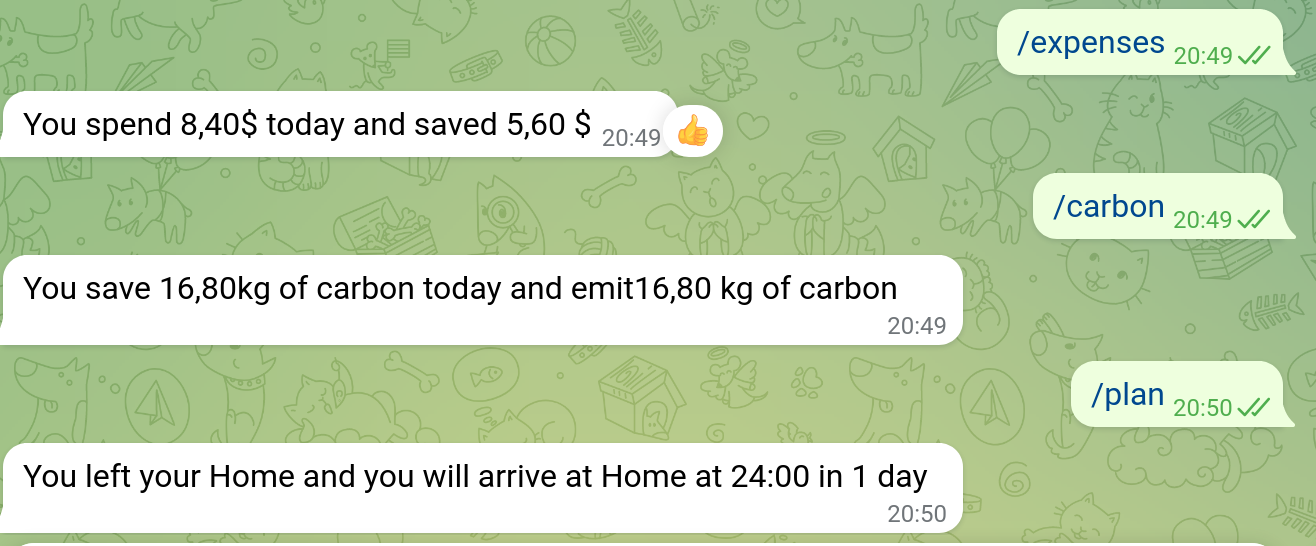 /expenses 20:49
You spend 8,40$ today and saved 5,60 $ 20:49
/carbon 20:49
You save 16,80kg of carbon today and emit16,80 kg of carbon
20:49
/plan 20:50
You left your Home and you will arrive at Home at 24:00 in 1 day
20:50